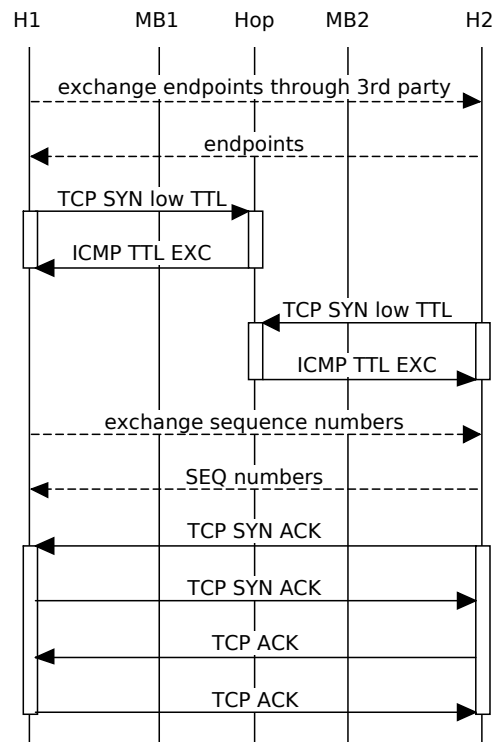 H1 MB1 Hop MB2 H2
exchange endpoints through 3rd party
endpoints
TCP SYN low TTL
ICMP TTL EXC
TCP SYN low TTL
ICMP TTL EXC
exchange sequence numbers
SEQ numbers
TCP SYN ACK
TCP SYN ACK
TCP ACK
TCP ACK